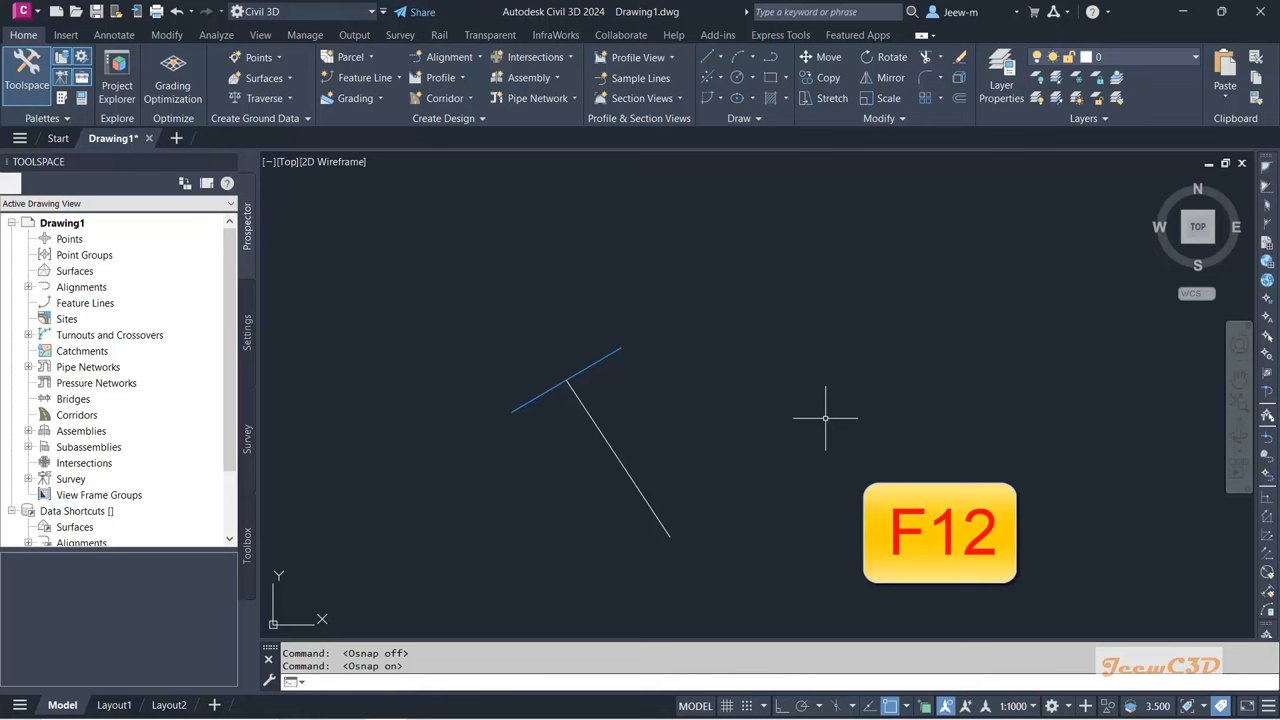 Civil 3D
Share
Autodesk Civil 3D 2024 Drawing1.dwg
Type a keyword or phrase
Jeew-m
Home Insert Annotate Modify Analyze View Manage Output Survey Rail Transparent InfraWorks Collaborate Help Add-ins Express Tools Featured Apps
Toolspace
Project
Explorer
Grading
Optimization
Points
Surfaces
Traverse
Parcel
Feature Line
Grading
Alignment
Profile
Corridor
Intersections
Assembly
Pipe Network
Profile View
Sample Lines
Section Views
Move
Copy
Stretch
Rotate
Mirror
Scale
Layer
Properties
0
Paste
Palettes Explore Optimize Create Ground Data Create Design Profile & Section Views Draw Modify Layers Clipboard
Start Drawing1*
TOOLSPACE
Active Drawing View
Drawing1
Points
Point Groups
Surfaces
Alignments
Feature Lines
Sites
Turnouts and Crossovers
Catchments
Pipe Networks
Pressure Networks
Bridges
Corridors
Assemblies
Subassemblies
Intersections
Survey
View Frame Groups
Data Shortcuts []
Surfaces
Alignments
Prospector
Settings
Survey
Toolbox
[−][Top][2D Wireframe]
N
W TOP E
S
WCS
F12
Y
X
Command: <Osnap off>
Command: <Osnap on>
JeewC3D
Model Layout1 Layout2
MODEL
1:1000
3.500